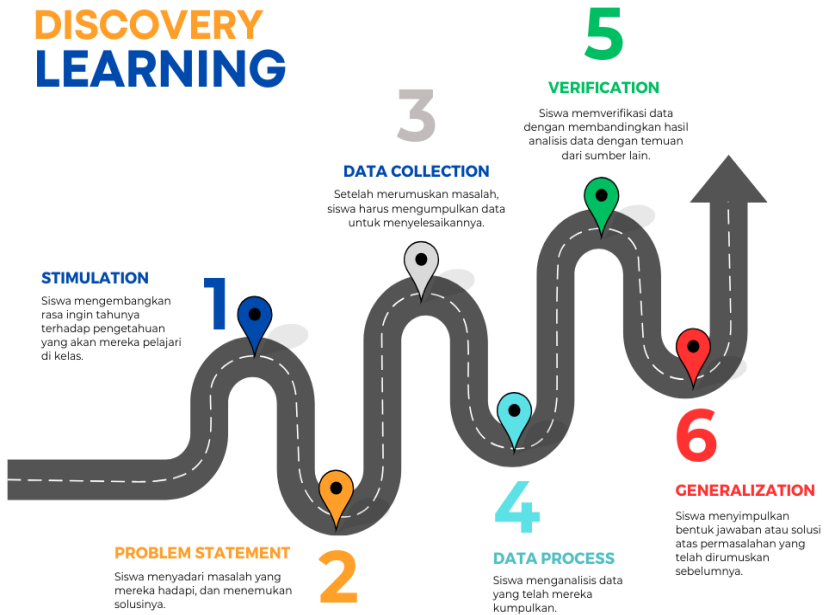 DISCOVERY
LEARNING
1
STIMULATION
Siswa mengembangkan
rasa ingin tahunya
terhadap pengetahuan
yang akan mereka pelajari
di kelas.
2
PROBLEM STATEMENT
Siswa menyadari masalah yang
mereka hadapi, dan menemukan
solusinya.
3
DATA COLLECTION
Setelah merumuskan masalah,
siswa harus mengumpulkan data
untuk menyelesaikannya.
4
DATA PROCESS
Siswa menganalisis data
yang telah mereka
kumpulkan.
5
VERIFICATION
Siswa memverifikasi data
dengan membandingkan hasil
analisis data dengan temuan
dari sumber lain.
6
GENERALIZATION
Siswa menyimpulkan
bentuk jawaban atau solusi
atas permasalahan yang
telah dirumuskan
sebelumnya.